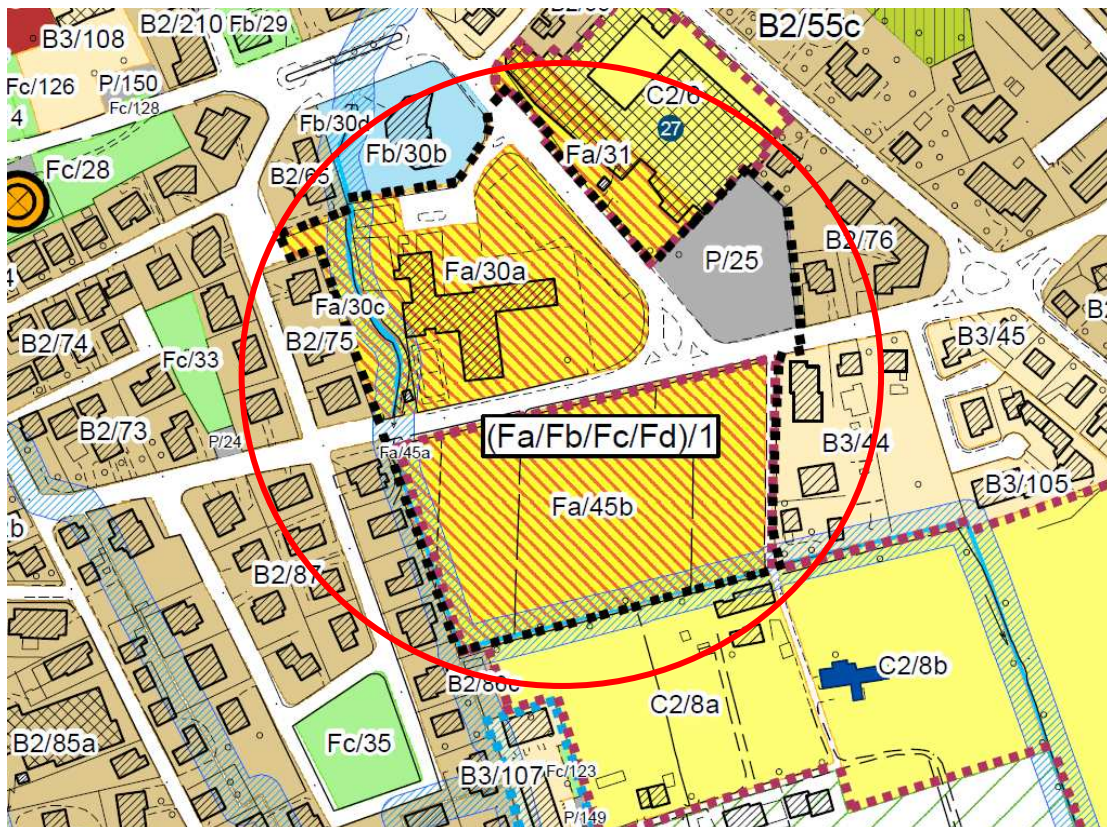 B2/210
Fb/29
B3/108
B2/55c
Fc/126
P/150
Fc/128
4
C2/6
27
Fb/30d
Fb/30b
Fa/31
Fc/28
B2/65
B2/76
P/25
Fa/30a
Fa/30c
B2/75
B2/74
Fc/33
B3/45
B2/73
P/24
(Fa/Fb/Fc/Fd)/1
Fa/45a
B3/44
Fa/45b
B3/105
B2/87
C2/8b
C2/8a
B2/85a
Fc/35
B3/107
Fc/123
P/149